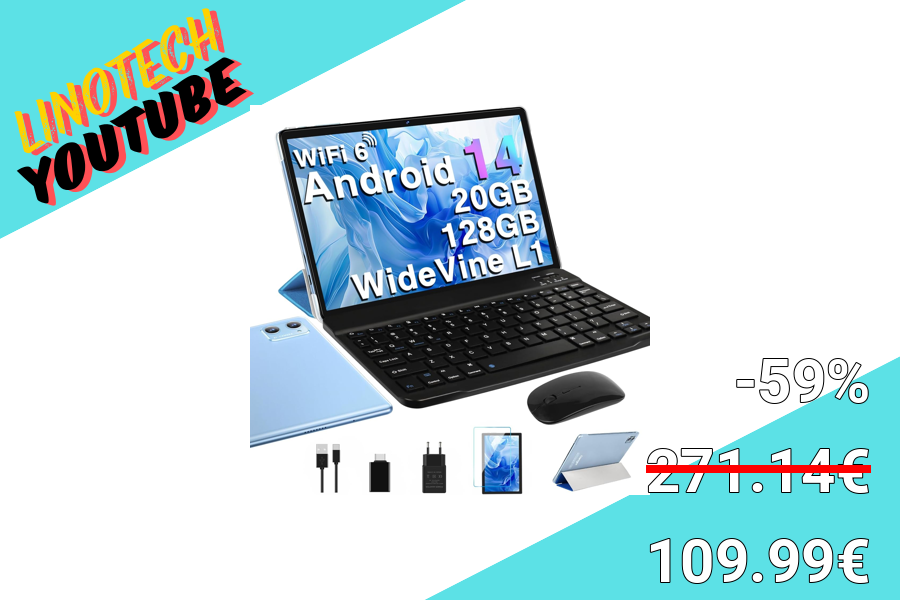 LINOTECH
YOUTUBE
WiFi 6
Android 14
20GB
128GB
WideVine L1
-59%
271.14€
109.99€